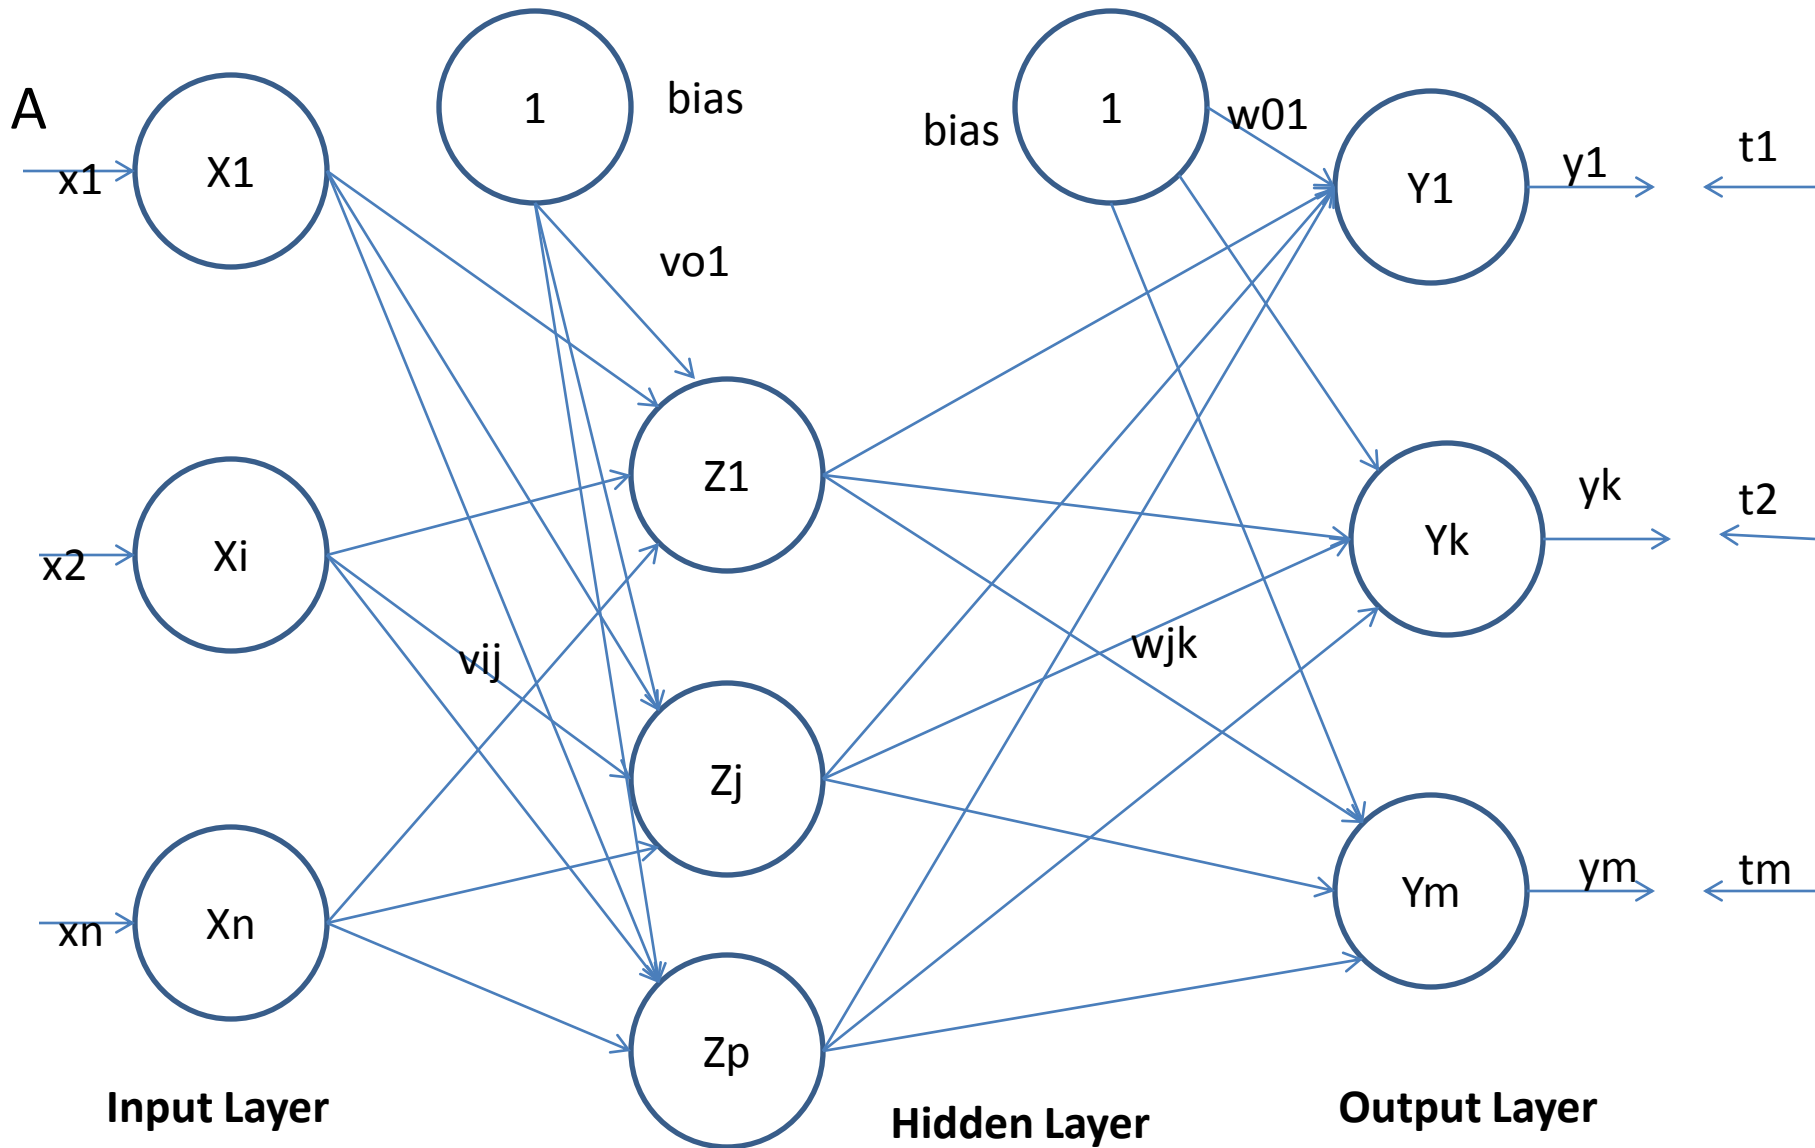 A
1
bias
1
bias
w01
x1
X1
Y1
y1
t1
vo1
Z1
x2
Xi
Yk
yk
t2
vij
wjk
Zj
xn
Xn
Ym
ym
tm
Zp
Input Layer
Hidden Layer
Output Layer